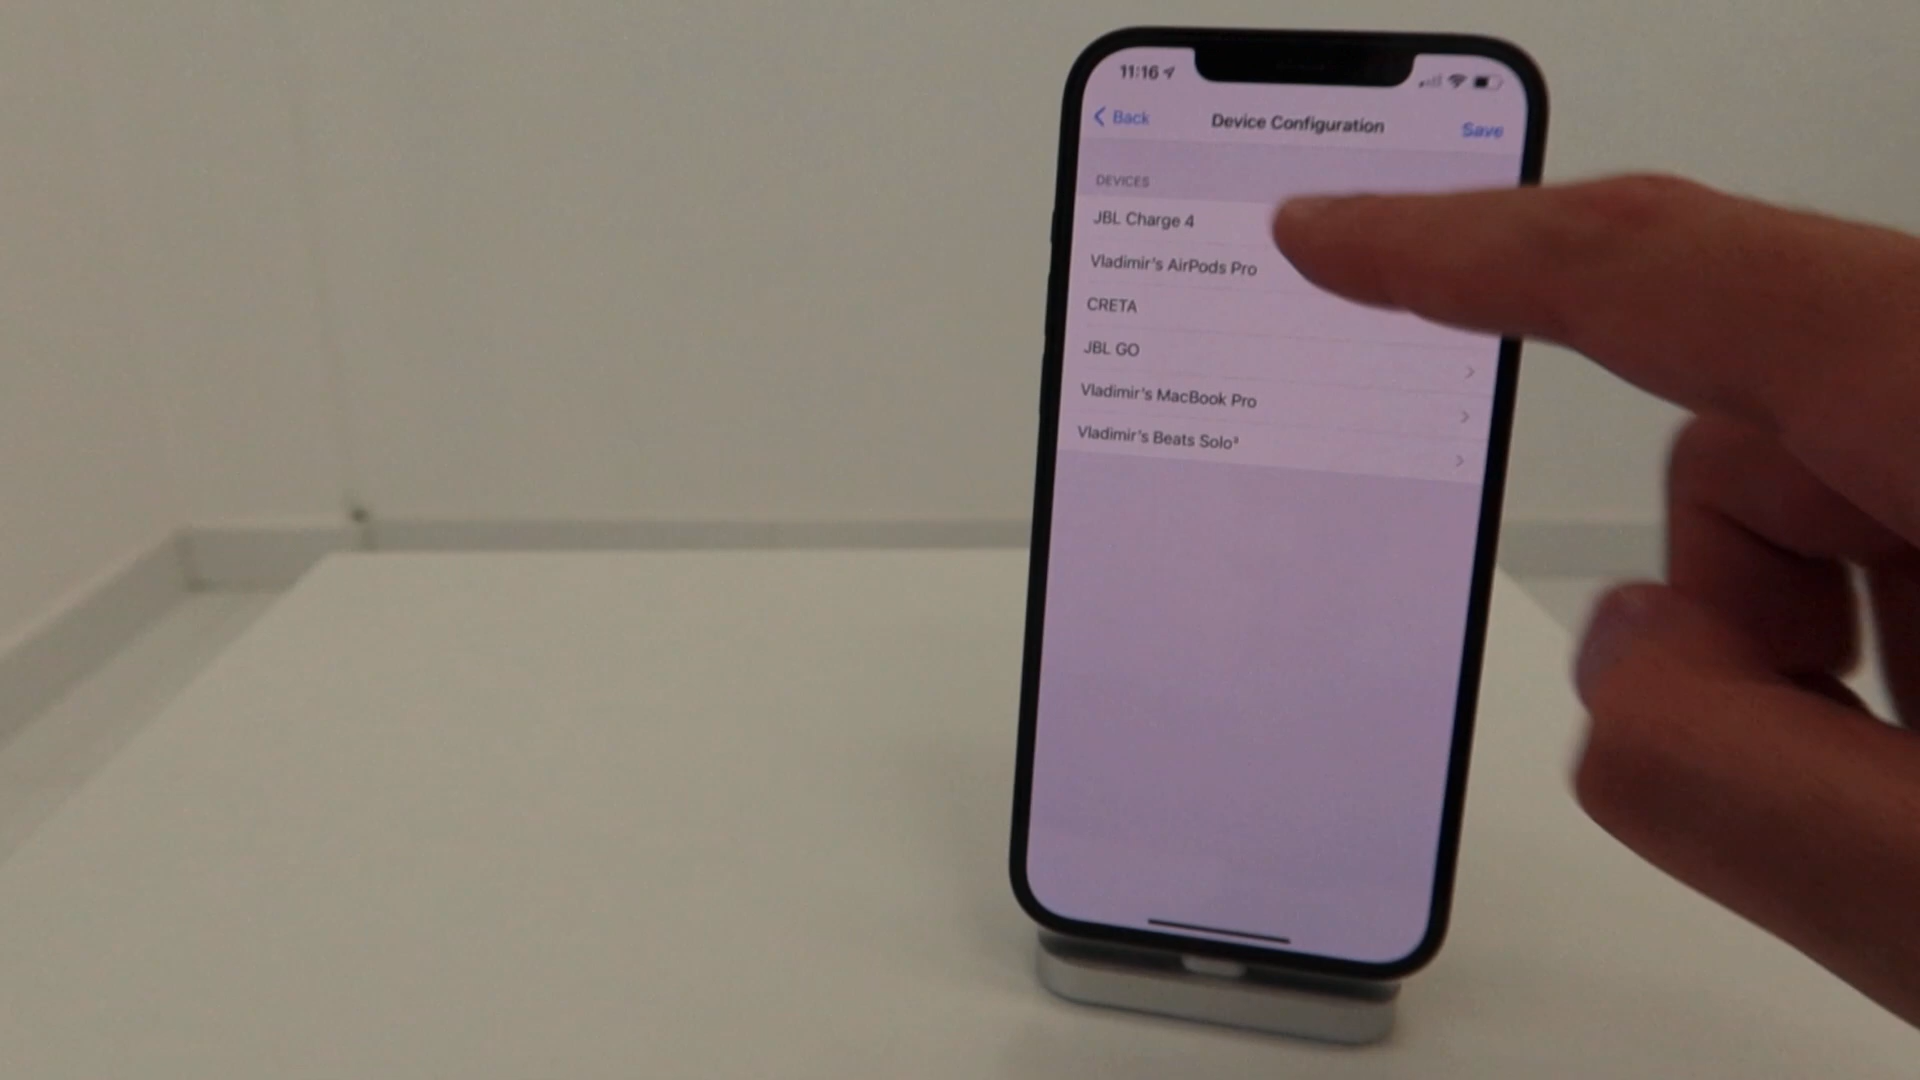 11:16
Back
Device Configuration
Save
DEVICES
JBL Charge 4
Vladimir's AirPods Pro
CRETA
JBL GO
Vladimir's MacBook Pro
Vladimir's Beats Solo³